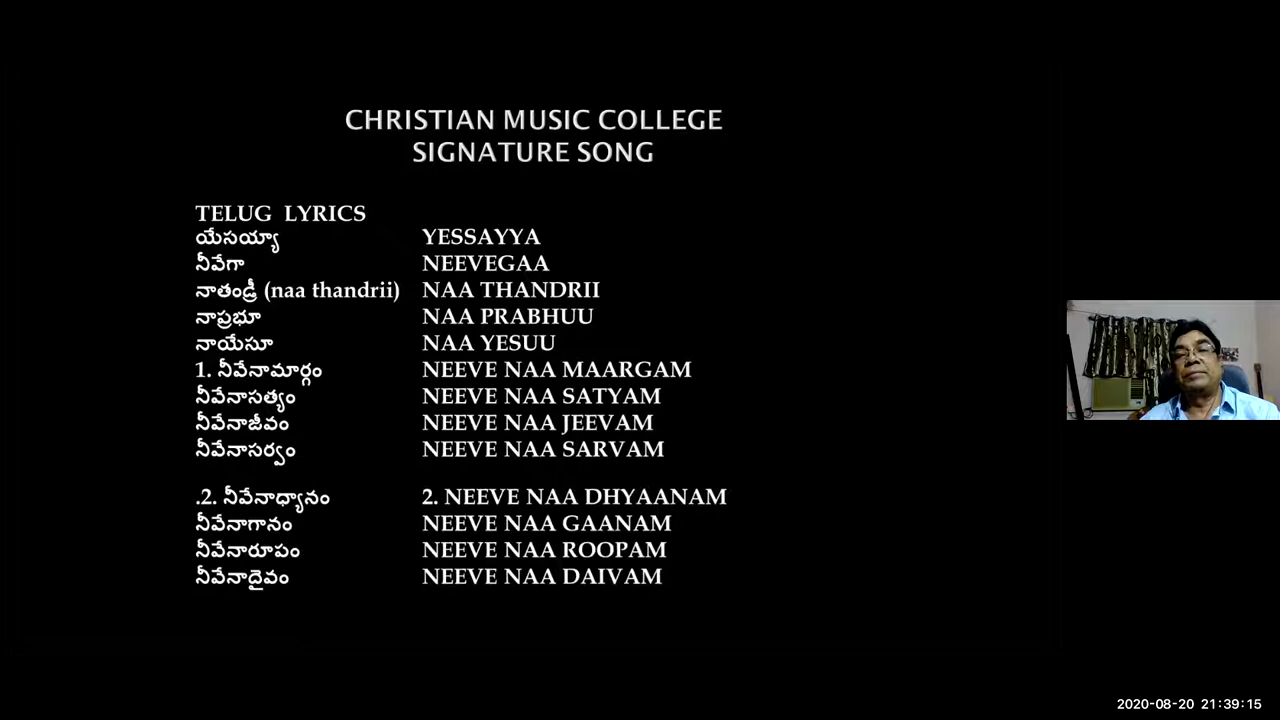 CHRISTIAN MUSIC COLLEGE
SIGNATURE SONG
TELUG LYRICS
యేసయ్యా YESSAYYA
నీవేగా NEEVEGAA
నాతండ్రీ (naa thandrii) NAA THANDRII
నాప్రభూ NAA PRABHUU
నాయేసూ NAA YESUU
1. నీవేనామార్గం NEEVE NAA MAARGAM
నీవేనాసత్యం NEEVE NAA SATYAM
నీవేనాజీవం NEEVE NAA JEEVAM
నీవేనాసర్వం NEEVE NAA SARVAM
.2. నీవేనాధ్యానం 2. NEEVE NAA DHYAANAM
నీవేనాగానం NEEVE NAA GAANAM
నీవేనారూపం NEEVE NAA ROOPAM
నీవేనాదైవం NEEVE NAA DAIVAM
2020-08-20 21:39:15